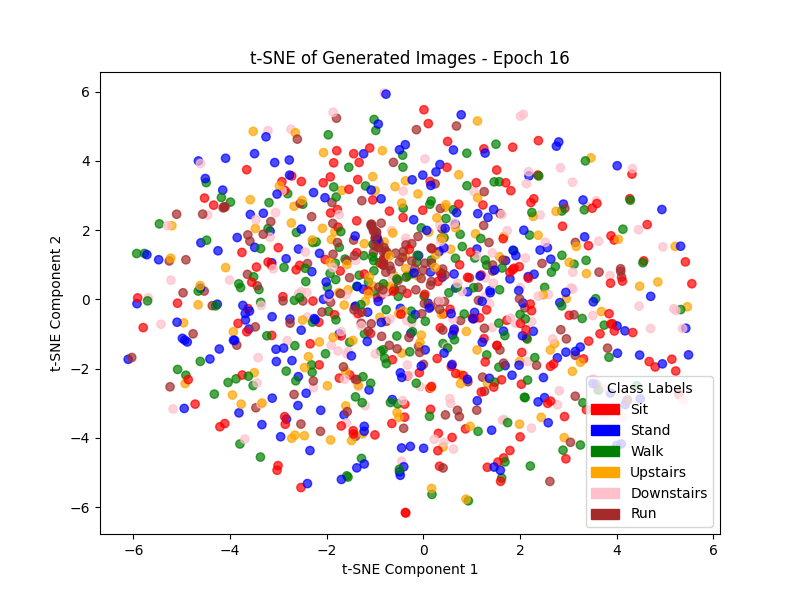 t-SNE of Generated Images - Epoch 16
t-SNE Component 2
6
4
2
0
−2
−4
−6
−6
−4
−2
0
2
4
6
t-SNE Component 1
Class Labels
Sit
Stand
Walk
Upstairs
Downstairs
Run